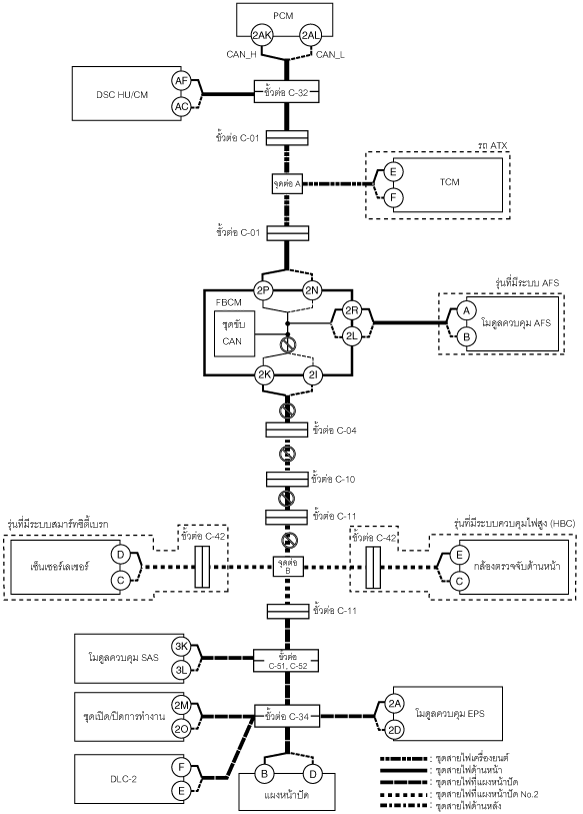 PCM
2AK
2AL
CAN_H
CAN_L
DSC HU/CM
AF
AC
ขั้วต่อ C-32
ขั้วต่อ C-01
รถ ATX
จุดต่อ A
E
F
TCM
ขั้วต่อ C-01
2P
2N
FBCM
ชุดขับ
CAN
2R
2L
รุ่นที่มีระบบ AFS
A
B
โมดูลควบคุม AFS
2K
2I
ขั้วต่อ C-04
ขั้วต่อ C-10
ขั้วต่อ C-11
รุ่นที่มีระบบสมาร์ทซิตี้เบรก
ขั้วต่อ C-42
เซ็นเซอร์เลเซอร์
D
C
จุดต่อ
B
รุ่นที่มีระบบควบคุมไฟสูง (HBC)
ขั้วต่อ C-42
E
C
กล้องตรวจจับด้านหน้า
ขั้วต่อ C-11
โมดูลควบคุม SAS
3K
3L
ขั้วต่อ
C-51, C-52
ชุดเปิด/ปิดการทำงาน
2M
2O
ขั้วต่อ C-34
2A
2D
โมดูลควบคุม EPS
DLC-2
F
E
B
D
แผงหน้าปัด
: ชุดสายไฟเครื่องยนต์
: ชุดสายไฟด้านหน้า
: ชุดสายไฟที่แผงหน้าปัด
: ชุดสายไฟที่แผงหน้าปัด No.2
: ชุดสายไฟด้านหลัง